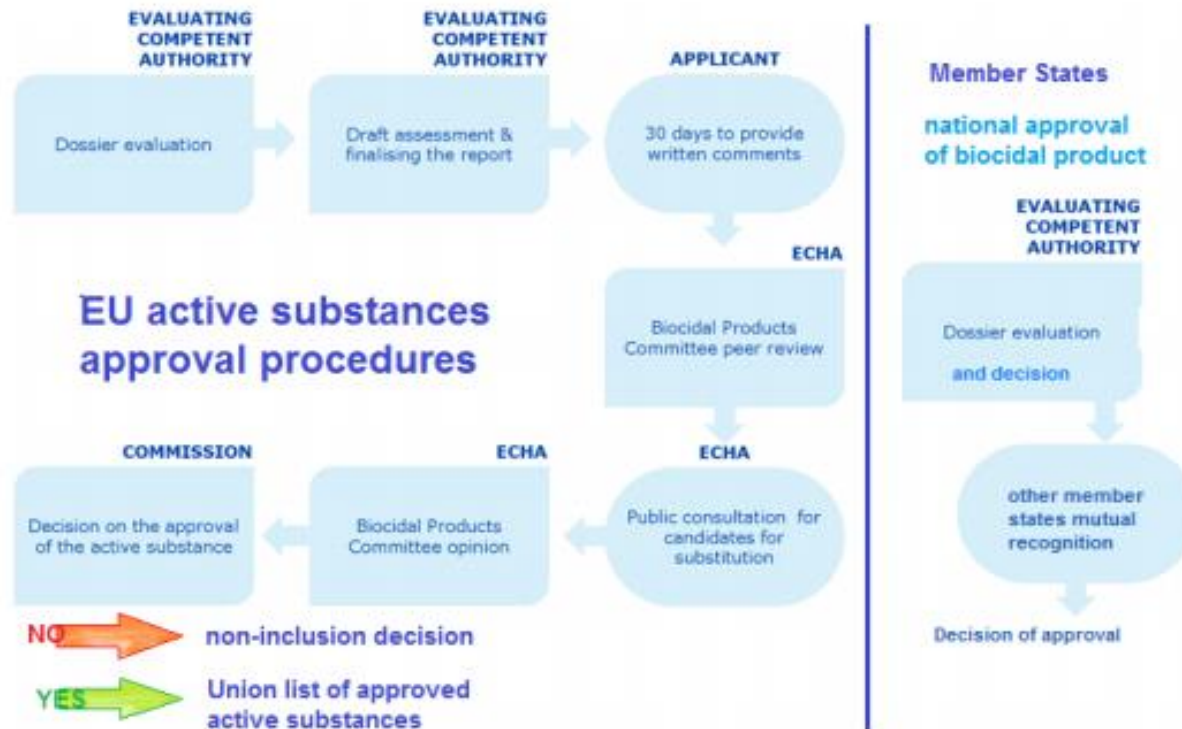 EVALUATING
COMPETENT
AUTHORITY
Dossier evaluation
EVALUATING
COMPETENT
AUTHORITY
Draft assessment &
finalising the report
APPLICANT
30 days to provide
written comments
ECHA
Biocidal Products
Committee peer review
EU active substances
approval procedures
ECHA
Public consultation for
candidates for
substitution
ECHA
Biocidal Products
Committee opinion
COMMISSION
Decision on the approval
of the active substance
NO
non-inclusion decision
YES
Union list of approved
active substances
Member States
national approval
of biocidal product
EVALUATING
COMPETENT
AUTHORITY
Dossier evaluation
and decision
other member
states mutual
recognition
Decision of approval